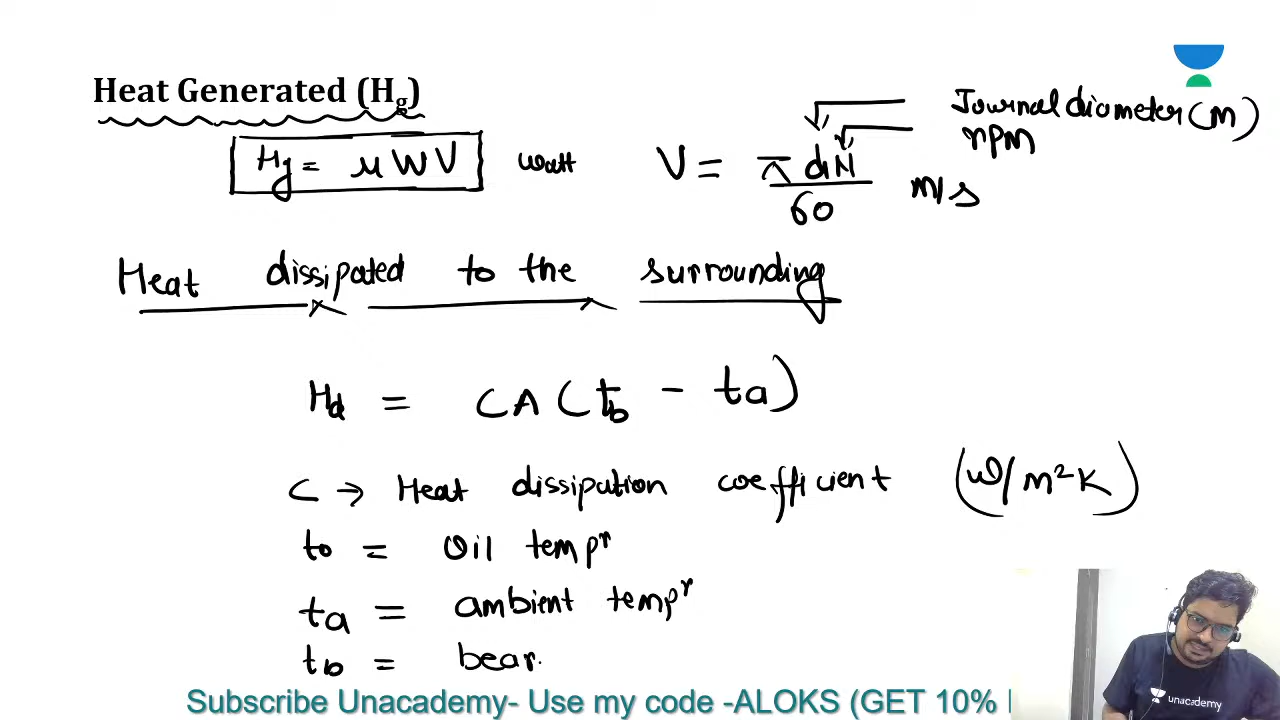 Heat Generated (Hg)
Hg = μ W V watt
V = π d N / 60 m/s
Journal diameter (m)
rpm
Heat dissipated to the surrounding
Hd = CA (tb - ta)
C → Heat dissipation coefficient (W/m²K)
to = Oil tempr
ta = ambient tempr
tb = bear.
unacademy
Subscribe Unacademy- Use my code -ALOKS (GET 10%